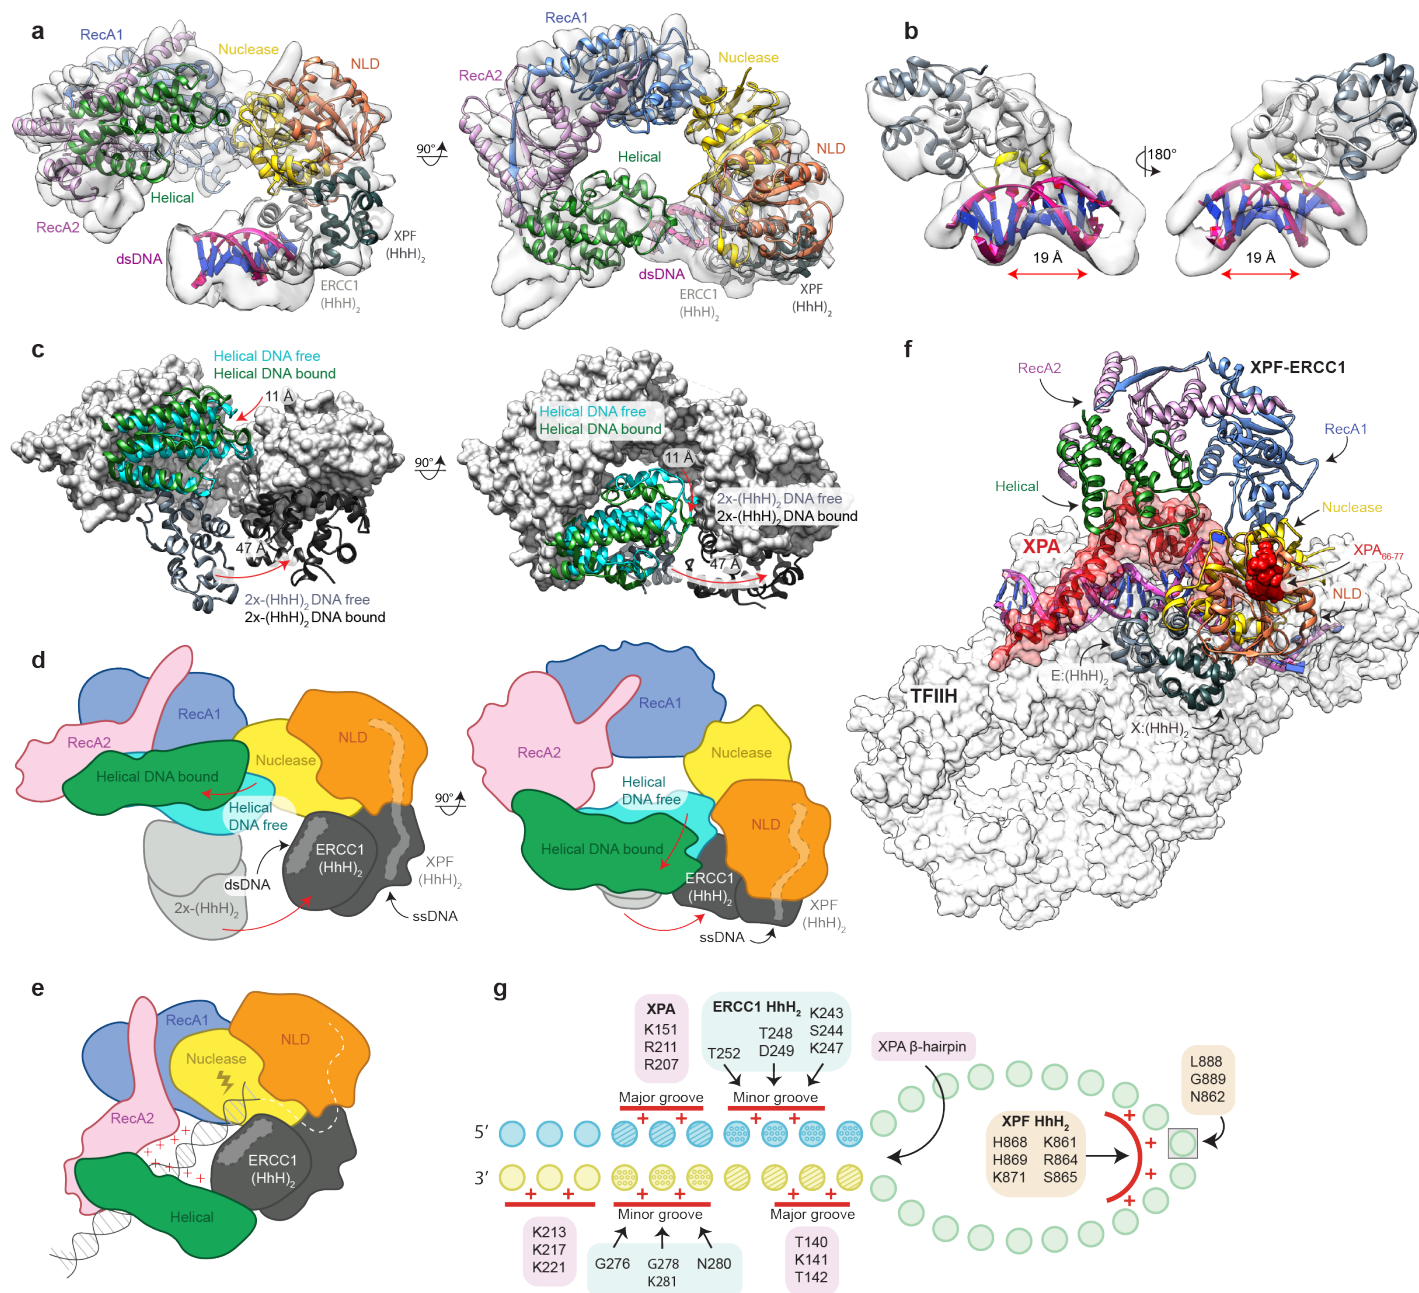 a
RecA1
Nuclease
NLD
Helical
RecA2
dsDNA
ERCC1
(HhH)2
XPF
(HhH)2
90°
RecA1
RecA2
Nuclease
Helical
NLD
dsDNA
ERCC1
(HhH)2
XPF
(HhH)2
b
180°
19 Å
19 Å
c
Helical DNA free
Helical DNA bound
11 Å
47 Å
2x-(HhH)2 DNA free
2x-(HhH)2 DNA bound
90°
Helical DNA free
Helical DNA bound
11 Å
2x-(HhH)2 DNA free
2x-(HhH)2 DNA bound
47 Å
d
RecA1
RecA2
NLD
Nuclease
Helical DNA bound
Helical
DNA free
ERCC1
(HhH)2
dsDNA
XPF
(HhH)2
2x-(HhH)2
ssDNA
90°
RecA1
RecA2
Nuclease
Helical
DNA free
NLD
Helical DNA bound
ERCC1
(HhH)2
XPF
(HhH)2
ssDNA
e
RecA1
NLD
Nuclease
RecA2
ERCC1
(HhH)2
Helical
f
RecA2
XPF-ERCC1
RecA1
Helical
Nuclease
XPA
XPA66-77
NLD
E:(HhH)2
TFIIH
X:(HhH)2
g
XPA
K151
R211
R207
ERCC1 HhH2
T252
T248
D249
K243
S244
K247
XPA β-hairpin
L888
G889
N862
Major groove
Minor groove
+ + + +
5′
3′
XPF HhH2
H868 K861
H869 R864
K871 S865
+
+
+
+
+ + + + + +
Minor groove
Major groove
K213
K217
K221
G276
G278
K281
N280
T140
K141
T142